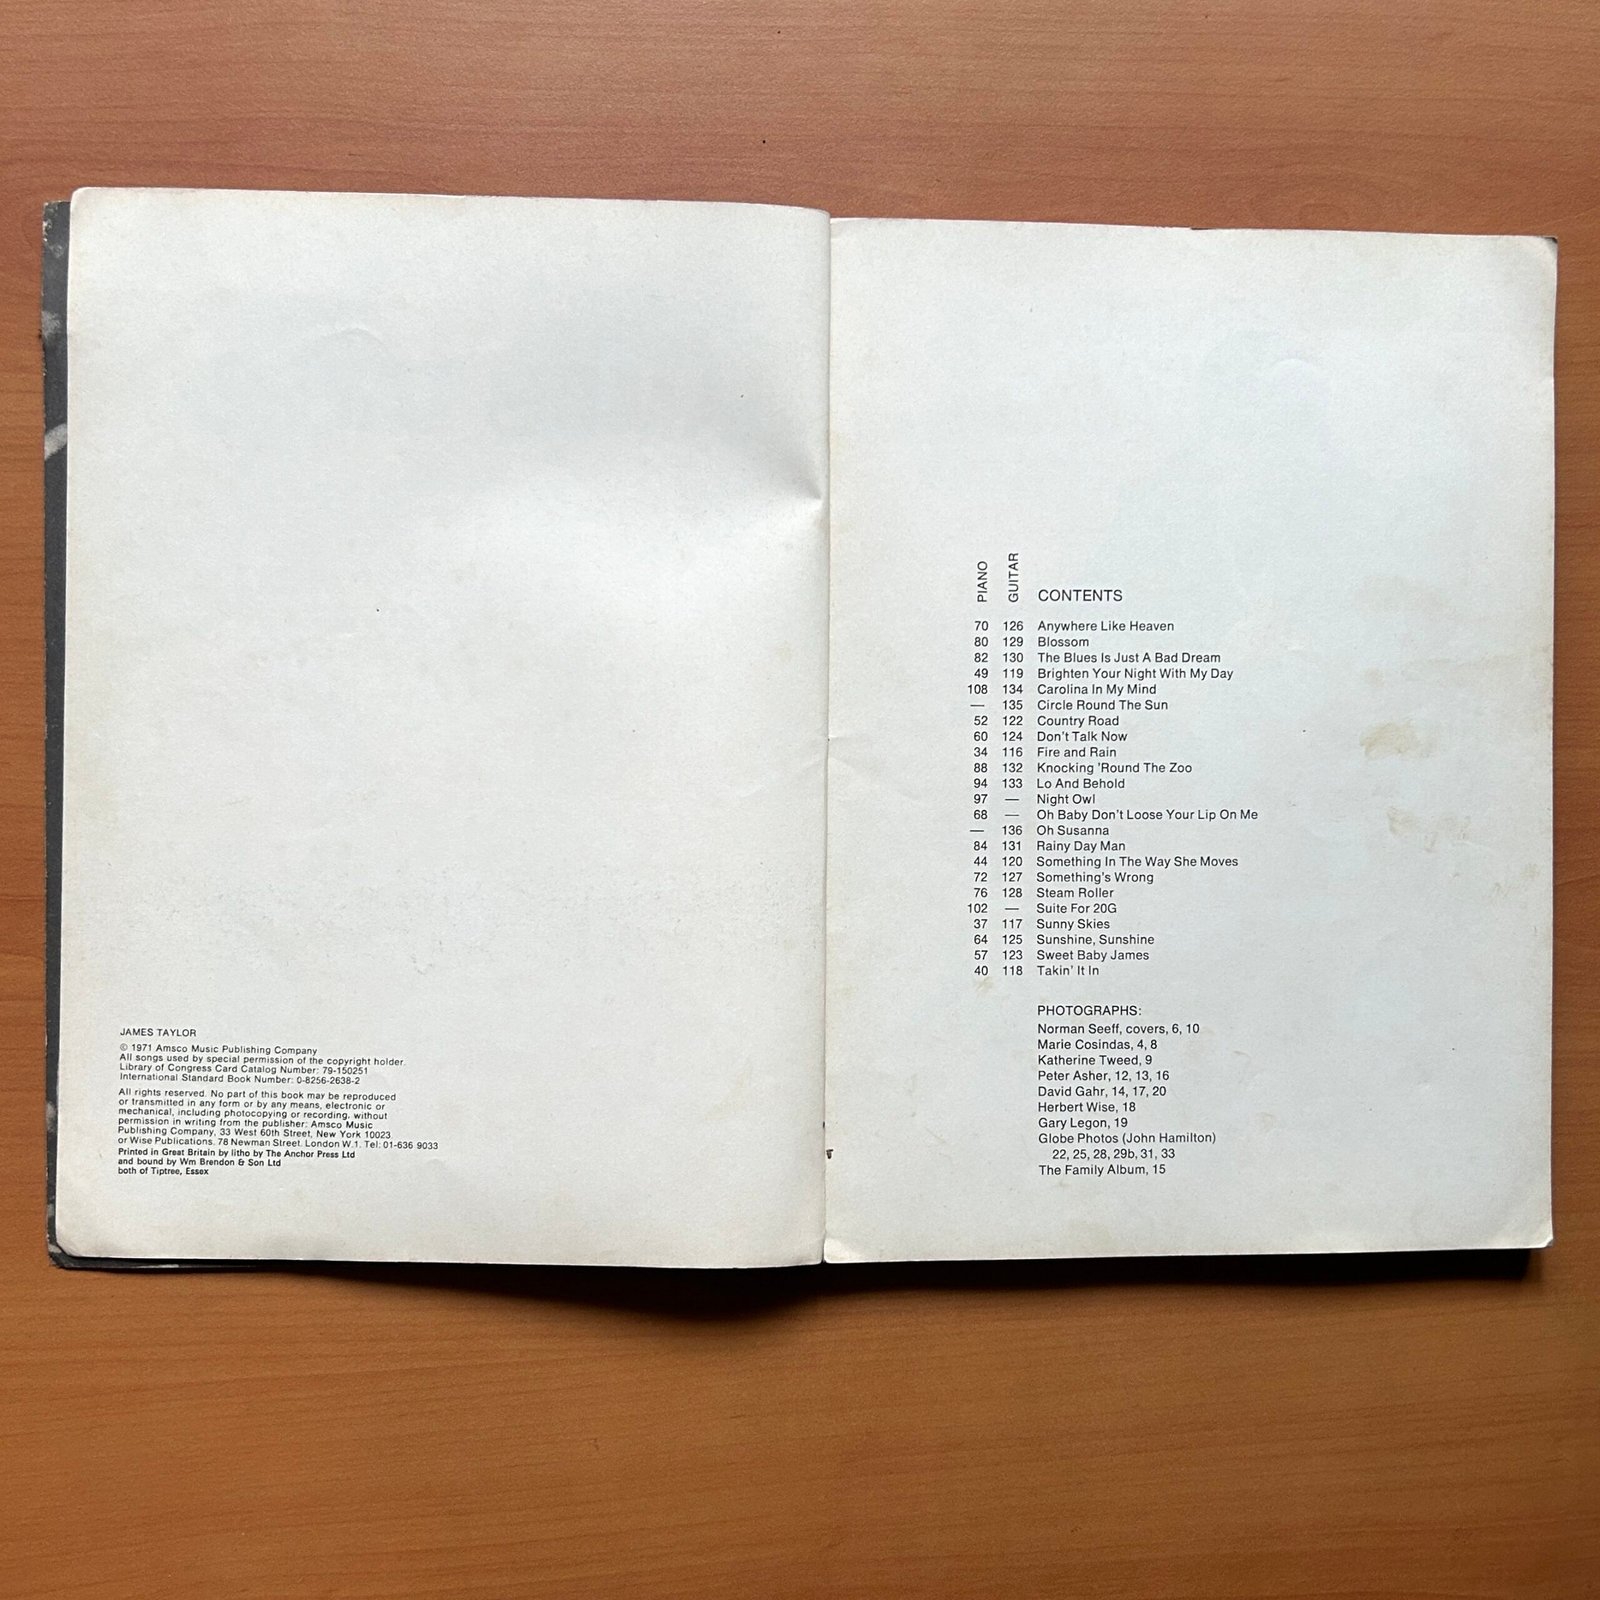 JAMES TAYLOR
© 1971 Amsco Music Publishing Company
All songs used by special permission of the copyright holder.
Library of Congress Card Catalog Number: 79-150251
International Standard Book Number: 0-8256-2638-2
All rights reserved. No part of this book may be reproduced
or transmitted in any form or by any means, electronic or
mechanical, including photocopying or recording, without
permission in writing from the publisher: Amsco Music
Publishing Company, 33 West 60th Street, New York 10023
or Wise Publications. 78 Newman Street. London W.1. Tel: 01-636 9033
Printed in Great Britain by litho by The Anchor Press Ltd
and bound by Wm Brendon & Son Ltd
both of Tiptree, Essex
PIANO GUITAR CONTENTS
70 126 Anywhere Like Heaven
80 129 Blossom
82 130 The Blues Is Just A Bad Dream
49 119 Brighten Your Night With My Day
108 134 Carolina In My Mind
— 135 Circle Round The Sun
52 122 Country Road
60 124 Don't Talk Now
34 116 Fire and Rain
88 132 Knocking 'Round The Zoo
94 133 Lo And Behold
97 — Night Owl
68 — Oh Baby Don't Loose Your Lip On Me
— 136 Oh Susanna
84 131 Rainy Day Man
44 120 Something In The Way She Moves
72 127 Something's Wrong
76 128 Steam Roller
102 — Suite For 20G
37 117 Sunny Skies
64 125 Sunshine, Sunshine
57 123 Sweet Baby James
40 118 Takin' It In
PHOTOGRAPHS:
Norman Seeff, covers, 6, 10
Marie Cosindas, 4, 8
Katherine Tweed, 9
Peter Asher, 12, 13, 16
David Gahr, 14, 17, 20
Herbert Wise, 18
Gary Legon, 19
Globe Photos (John Hamilton)
22, 25, 28, 29b, 31, 33
The Family Album, 15